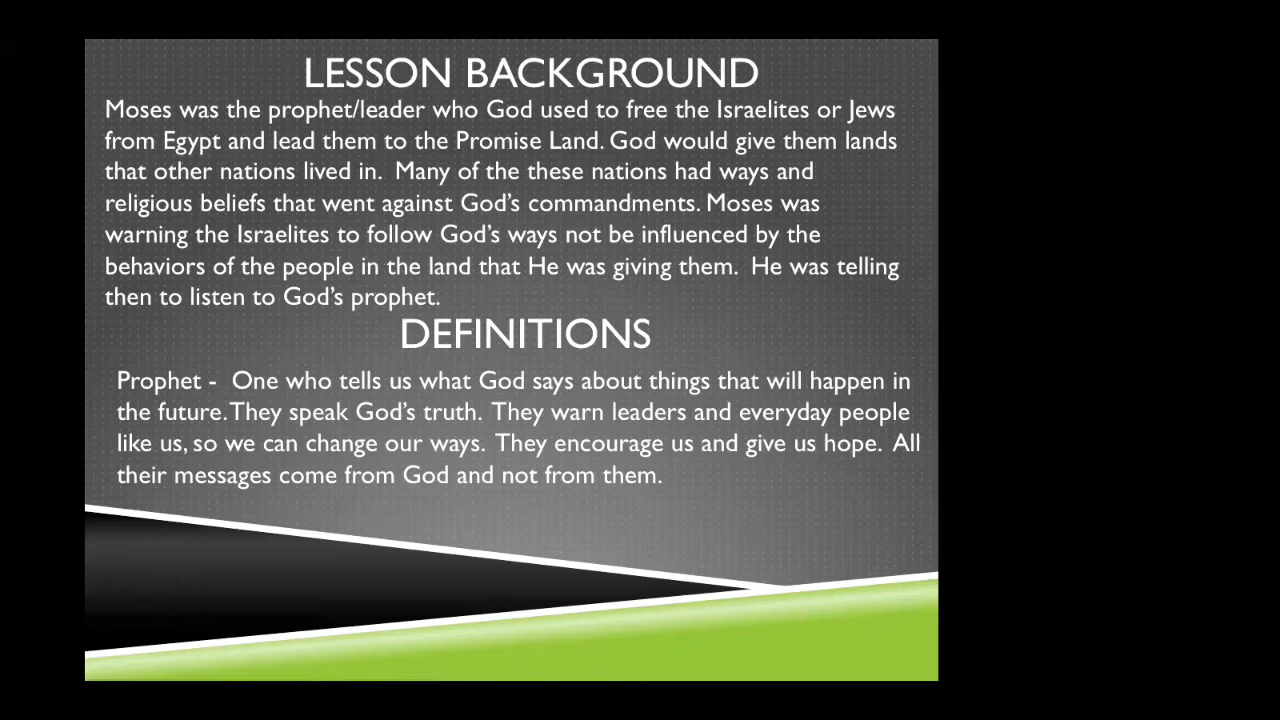 LESSON BACKGROUND
Moses was the prophet/leader who God used to free the Israelites or Jews
from Egypt and lead them to the Promise Land. God would give them lands
that other nations lived in.  Many of the these nations had ways and
religious beliefs that went against God’s commandments. Moses was
warning the Israelites to follow God’s ways not be influenced by the
behaviors of the people in the land that He was giving them.  He was telling
then to listen to God’s prophet.
DEFINITIONS
Prophet -  One who tells us what God says about things that will happen in
the future. They speak God’s truth.  They warn leaders and everyday people
like us, so we can change our ways.  They encourage us and give us hope.  All
their messages come from God and not from them.